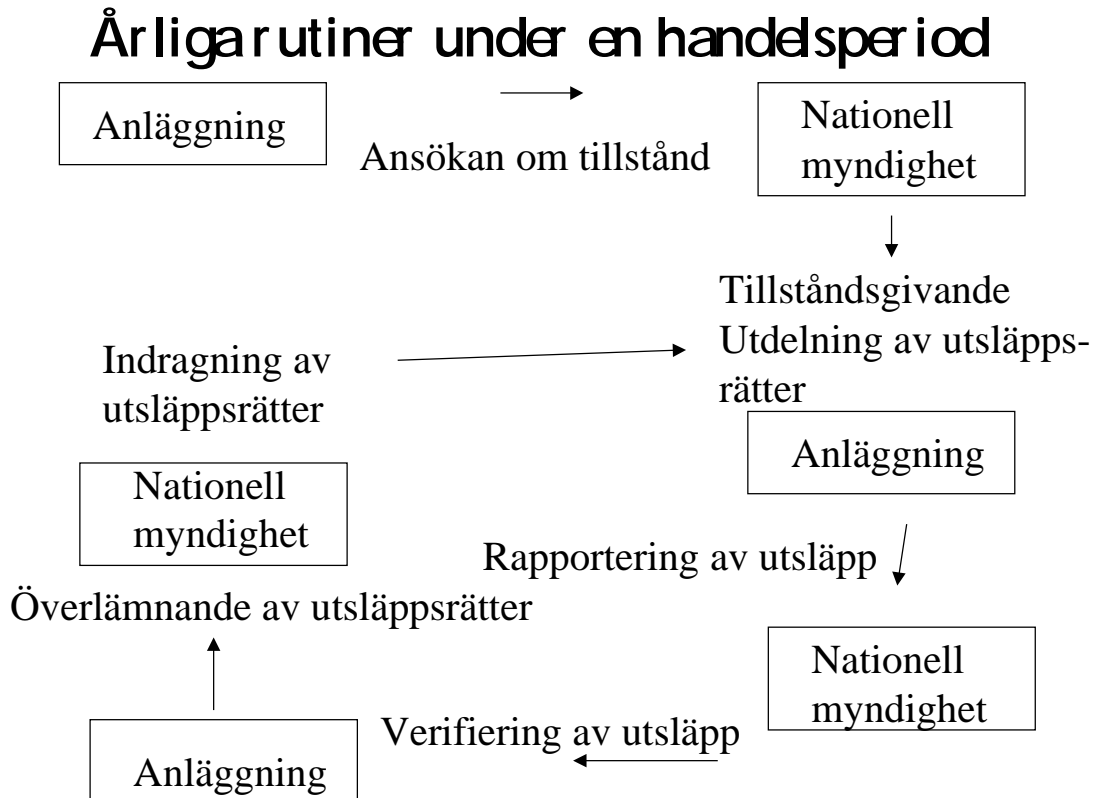 Årliga rutiner under en handelsperiod
Anläggning
Ansökan om tillstånd
Nationell
myndighet
Tillståndsgivande
Utdelning av utsläpps-
rätter
Indragning av
utsläppsrätter
Anläggning
Nationell
myndighet
Rapportering av utsläpp
Överlämnande av utsläppsrätter
Nationell
myndighet
Verifiering av utsläpp
Anläggning